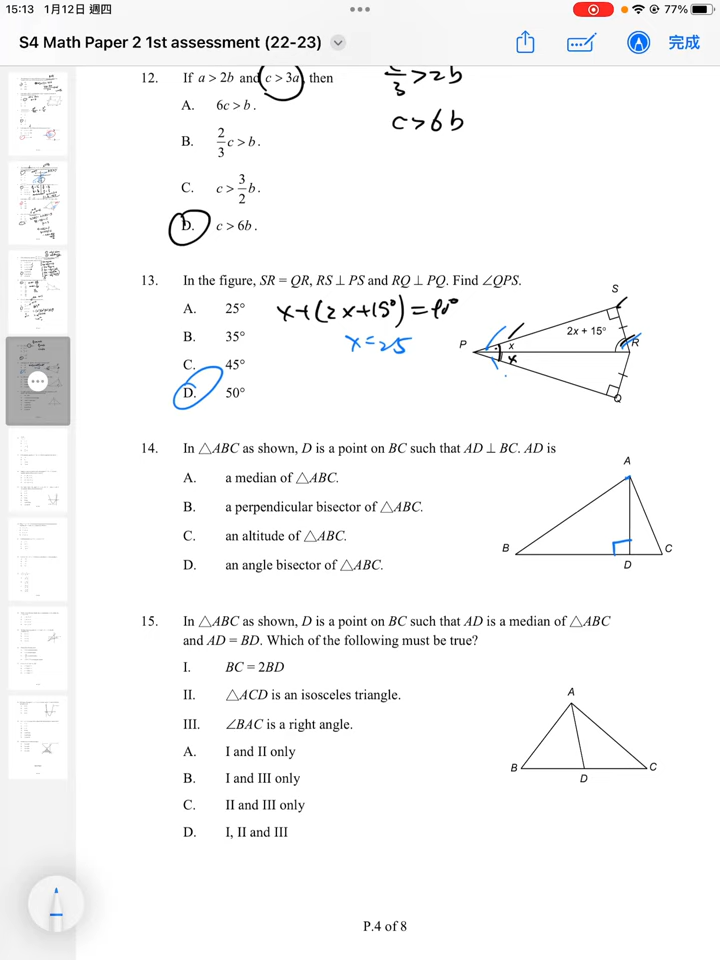 15:13 1月12日 週四
77%
S4 Math Paper 2 1st assessment (22-23)
完成
12. If a > 2b and c > 3a, then
A. 6c > b.
B. 2/3 c > b.
C. c > 3/2 b.
D. c > 6b.
c/3 > 2b
c > 6b
13. In the figure, SR = QR, RS ⊥ PS and RQ ⊥ PQ. Find ∠QPS.
A. 25°
B. 35°
C. 45°
D. 50°
x+(2x+15°)=90°
x=25
S
2x + 15°
P
x
x
R
Q
14. In △ABC as shown, D is a point on BC such that AD ⊥ BC. AD is
A. a median of △ABC.
B. a perpendicular bisector of △ABC.
C. an altitude of △ABC.
D. an angle bisector of △ABC.
A
B
C
D
15. In △ABC as shown, D is a point on BC such that AD is a median of △ABC
and AD = BD. Which of the following must be true?
I. BC = 2BD
II. △ACD is an isosceles triangle.
III. ∠BAC is a right angle.
A. I and II only
B. I and III only
C. II and III only
D. I, II and III
A
B
C
D
P.4 of 8